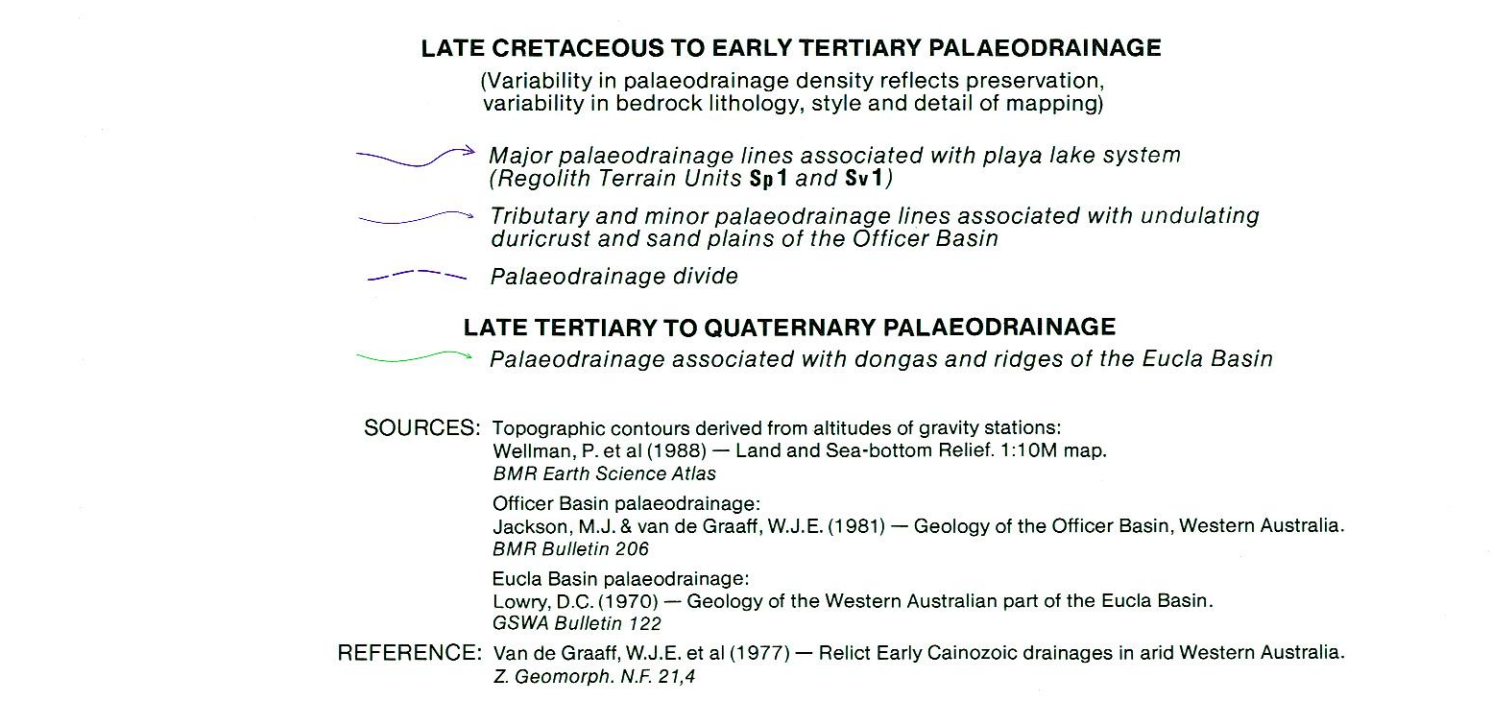 LATE CRETACEOUS TO EARLY TERTIARY PALAEODRAINAGE
(Variability in palaeodrainage density reflects preservation,
variability in bedrock lithology, style and detail of mapping)
Major palaeodrainage lines associated with playa lake system
(Regolith Terrain Units Sp1 and Sv1)
Tributary and minor palaeodrainage lines associated with undulating
duricrust and sand plains of the Officer Basin
Palaeodrainage divide
LATE TERTIARY TO QUATERNARY PALAEODRAINAGE
Palaeodrainage associated with dongas and ridges of the Eucla Basin
SOURCES: Topographic contours derived from altitudes of gravity stations:
Wellman, P. et al (1988) — Land and Sea-bottom Relief. 1:10M map.
BMR Earth Science Atlas
Officer Basin palaeodrainage:
Jackson, M.J. & van de Graaff, W.J.E. (1981) — Geology of the Officer Basin, Western Australia.
BMR Bulletin 206
Eucla Basin palaeodrainage:
Lowry, D.C. (1970) — Geology of the Western Australian part of the Eucla Basin.
GSWA Bulletin 122
REFERENCE: Van de Graaff, W.J.E. et al (1977) — Relict Early Cainozoic drainages in arid Western Australia.
Z. Geomorph. N.F. 21,4